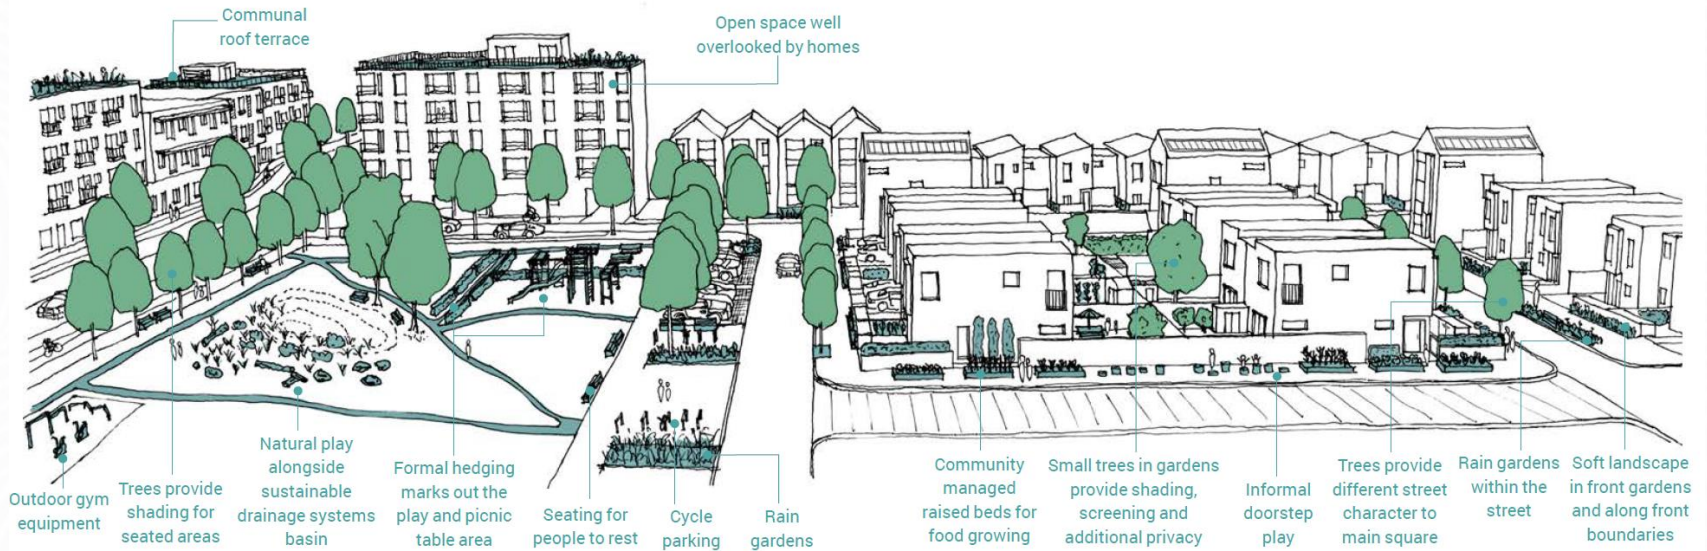 Communal
roof terrace
Open space well
overlooked by homes
Outdoor gym
equipment
Trees provide
shading for
seated areas
Natural play
alongside
sustainable
drainage systems
basin
Formal hedging
marks out the
play and picnic
table area
Seating for
people to rest
Cycle
parking
Rain
gardens
Community
managed
raised beds for
food growing
Small trees in gardens
provide shading,
screening and
additional privacy
Informal
doorstep
play
Trees provide
different street
character to
main square
Rain gardens
within the
street
Soft landscape
in front gardens
and along front
boundaries